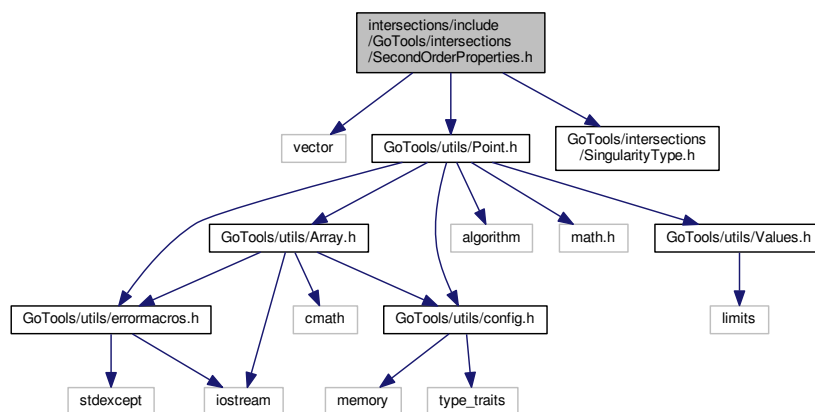 intersections/include
/GoTools/intersections
/SecondOrderProperties.h
vector
GoTools/utils/Point.h
GoTools/intersections
/SingularityType.h
GoTools/utils/Array.h
algorithm
math.h
GoTools/utils/Values.h
GoTools/utils/errormacros.h
cmath
GoTools/utils/config.h
limits
stdexcept
iostream
memory
type_traits